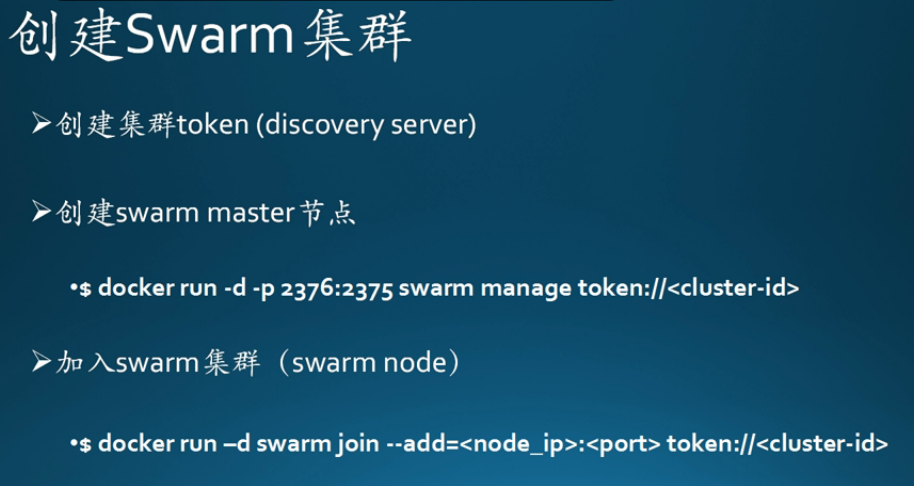 创建Swarm集群
➢创建集群token (discovery server)
➢创建swarm master节点
•$ docker run -d -p 2376:2375 swarm manage token://<cluster-id>
➢加入swarm集群（swarm node）
•$ docker run –d swarm join --add=<node_ip>:<port> token://<cluster-id>